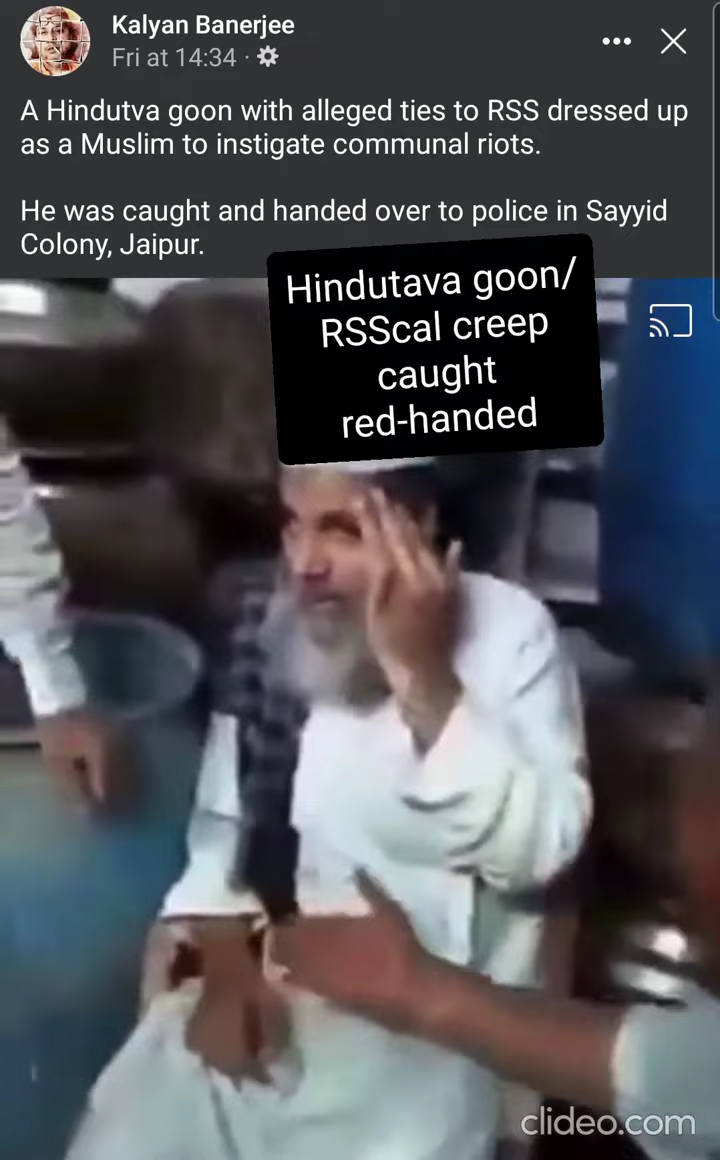 Kalyan Banerjee
Fri at 14:34 ·
A Hindutva goon with alleged ties to RSS dressed up
as a Muslim to instigate communal riots.
He was caught and handed over to police in Sayyid
Colony, Jaipur.
Hindutava goon/
RSScal creep
caught
red-handed
clideo.com